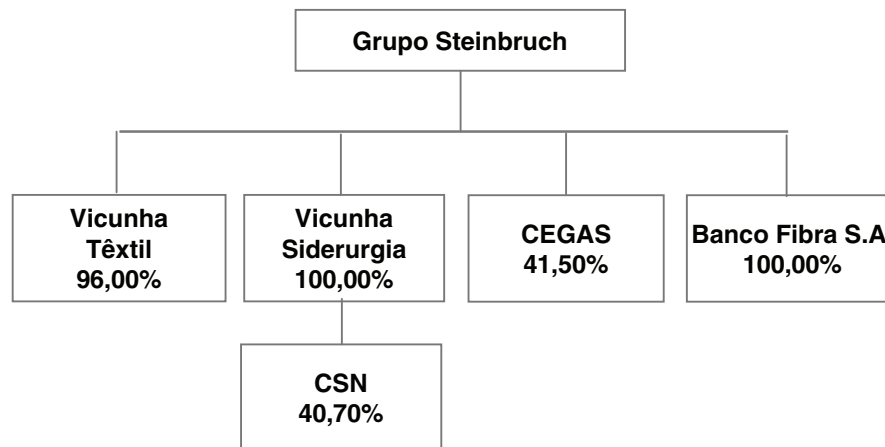 Grupo Steinbruch
Vicunha
Têxtil
96,00%
Vicunha
Siderurgia
100,00%
CEGAS
41,50%
Banco Fibra S.A
100,00%
CSN
40,70%